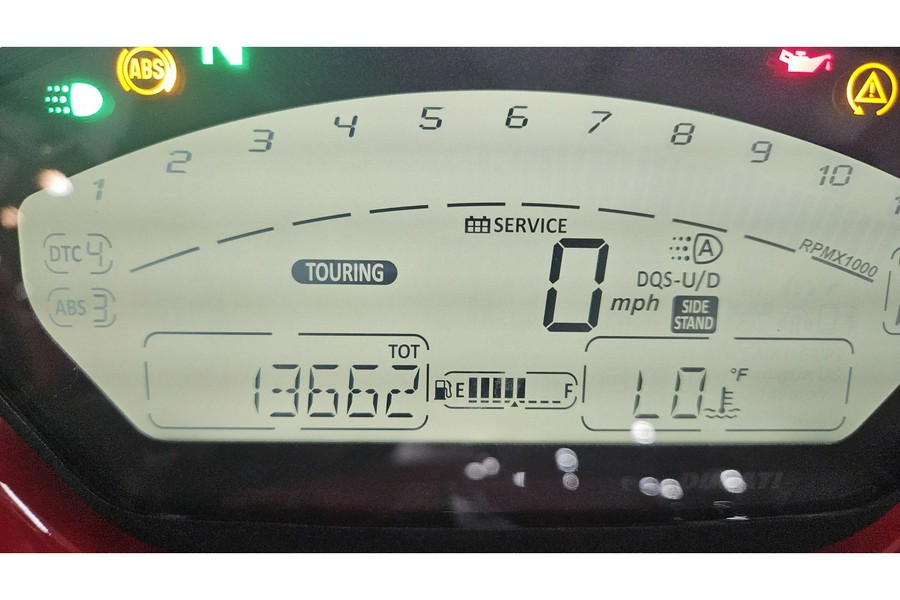 ABS N
1 2 3 4 5 6 7 8 9 10
SERVICE
DTC 4
TOURING
0 mph
A
RPMX1000
DQS-U/D
ABS 3
SIDE
STAND
TOT
13662
E F
LO °F
DUCATI